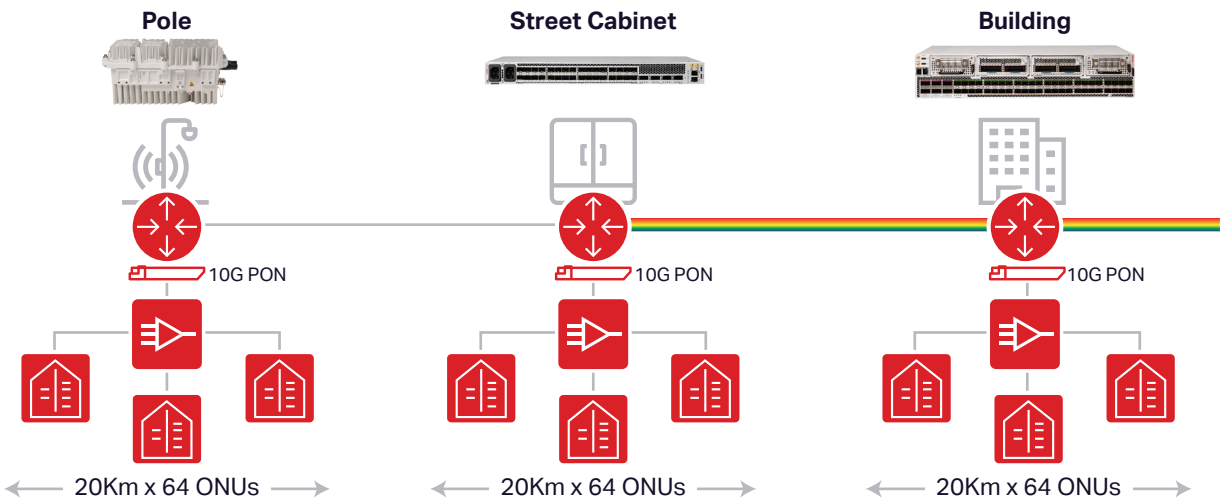 Pole
Street Cabinet
Building
10G PON
10G PON
10G PON
20Km x 64 ONUs
20Km x 64 ONUs
20Km x 64 ONUs